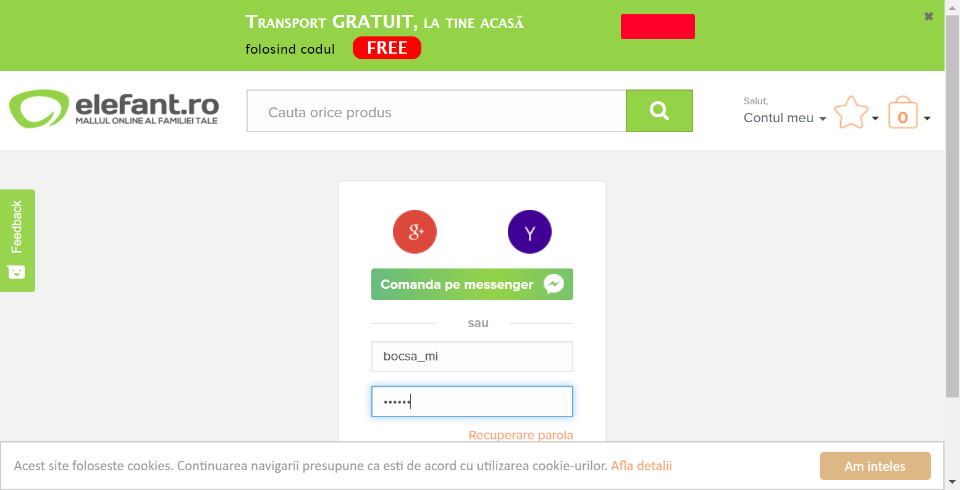 TRANSPORT GRATUIT, LA TINE ACASĂ
folosind codul FREE
elefant.ro
MALLUL ONLINE AL FAMILIEI TALE
Cauta orice produs
Salut,
Contul meu
0
Feedback
g+
Y
Comanda pe messenger
sau
bocsa_mi
••••••
Recuperare parola
Acest site foloseste cookies. Continuarea navigarii presupune ca esti de acord cu utilizarea cookie-urilor. Afla detalii
Am inteles